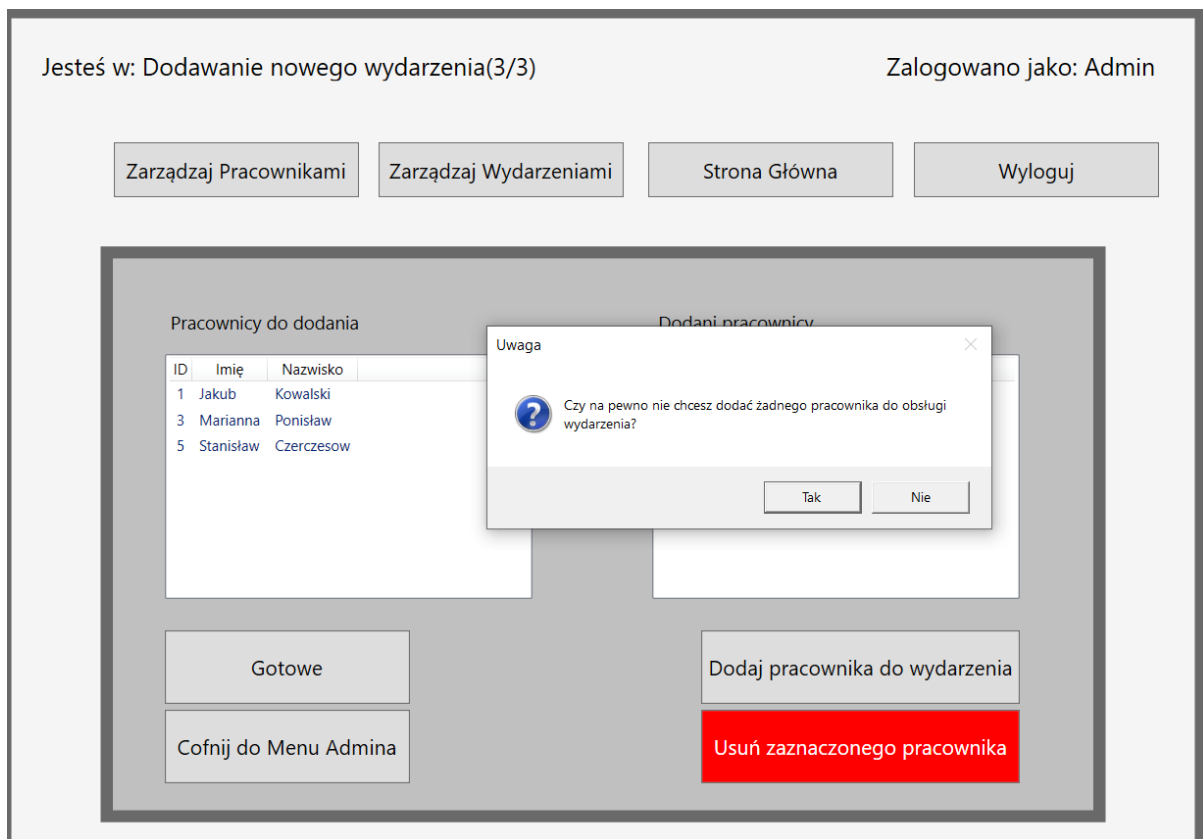 Jesteś w: Dodawanie nowego wydarzenia(3/3)
Zalogowano jako: Admin
Zarządzaj Pracownikami
Zarządzaj Wydarzeniami
Strona Główna
Wyloguj
Pracownicy do dodania
Dodani pracownicy
ID Imię Nazwisko
1 Jakub Kowalski
3 Marianna Ponisław
5 Stanisław Czerczesow
Uwaga
Czy na pewno nie chcesz dodać żadnego pracownika do obsługi
wydarzenia?
Tak
Nie
Gotowe
Dodaj pracownika do wydarzenia
Cofnij do Menu Admina
Usuń zaznaczonego pracownika